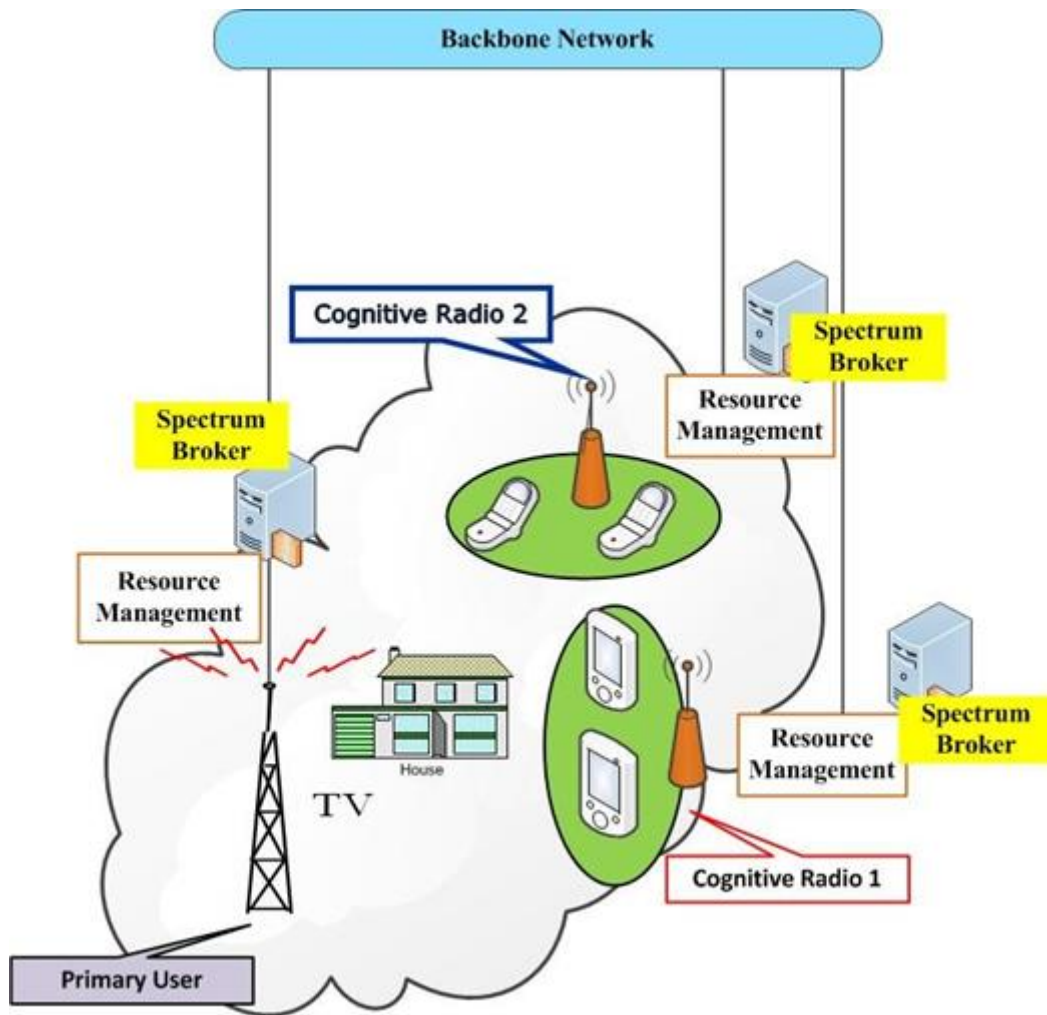 Backbone Network
Cognitive Radio 2
Spectrum
Broker
Resource
Management
Spectrum
Broker
Resource
Management
House
TV
Spectrum
Broker
Resource
Management
Cognitive Radio 1
Primary User